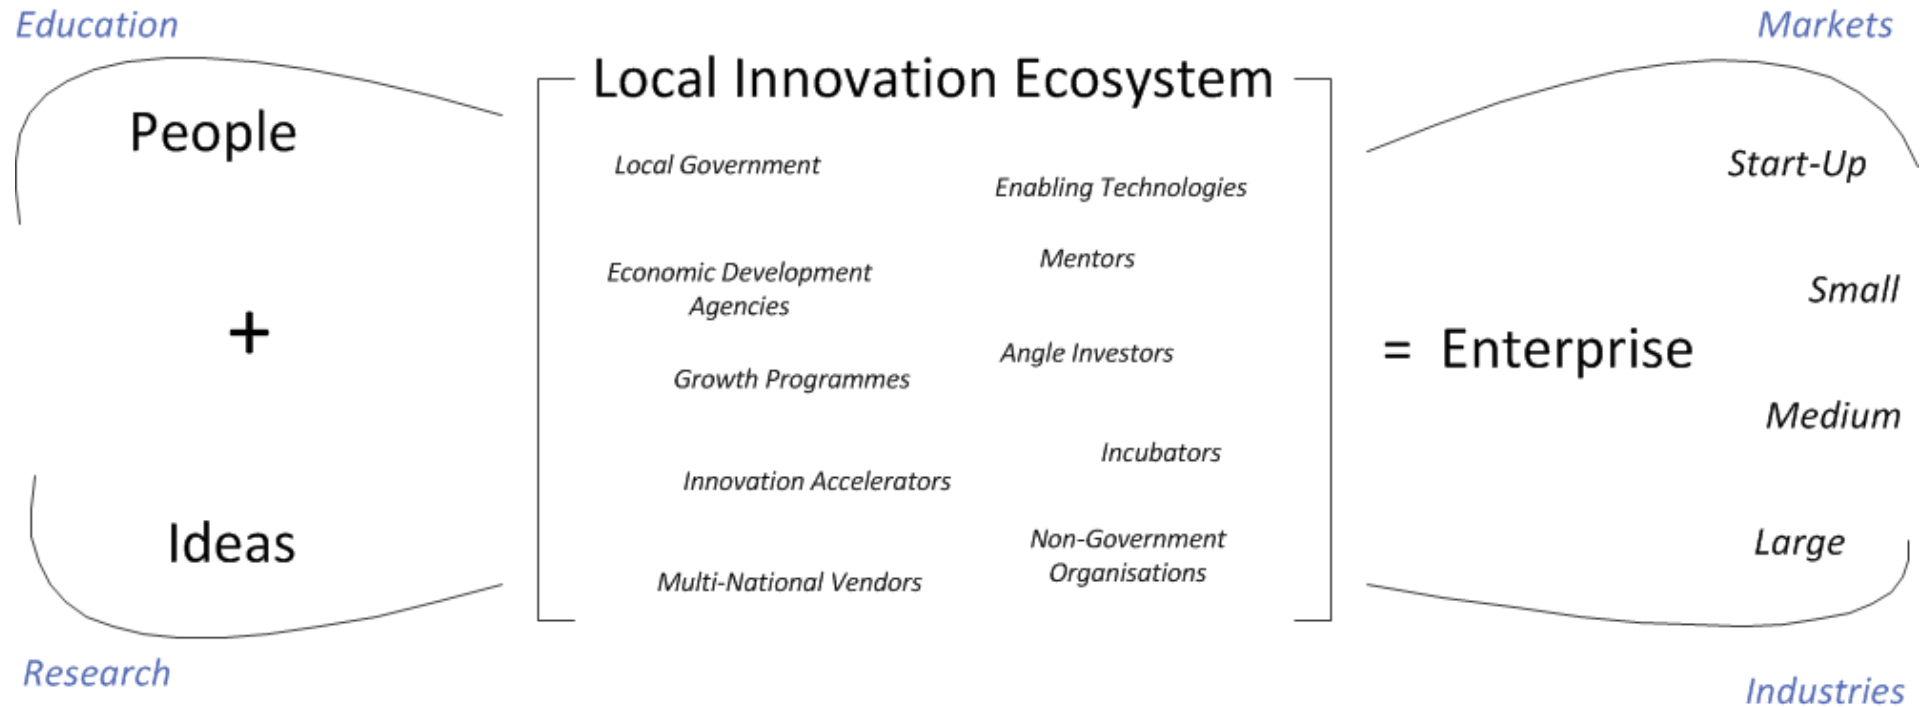 Education
Markets
Local Innovation Ecosystem
People
Local Government
Start-Up
Enabling Technologies
Mentors
Economic Development
Agencies
Small
+
Angle Investors
= Enterprise
Growth Programmes
Medium
Incubators
Innovation Accelerators
Ideas
Non-Government
Organisations
Large
Multi-National Vendors
Research
Industries